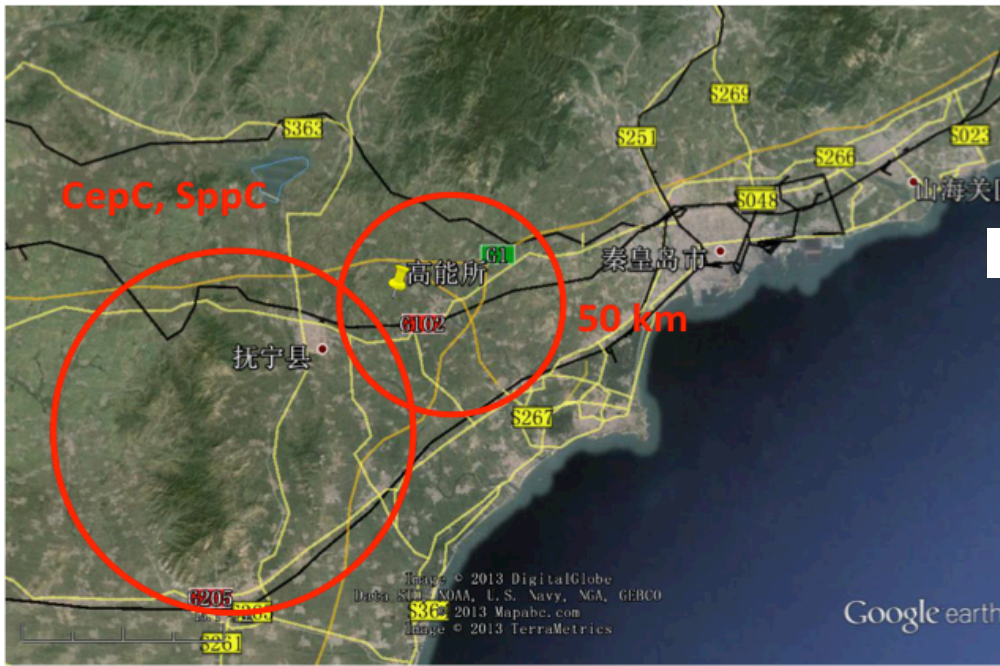 S269
S363
S251
S023
S266
CepC, SppC
S048
山海关区
G1
秦皇岛市
高能所
50 km
G102
抚宁县
S267
Image © 2013 DigitalGlobe
Data SIO, NOAA, U.S. Navy, NGA, GEBCO
G205
© 2013 Mapabc.com
Image © 2013 TerraMetrics
Google earth
S261